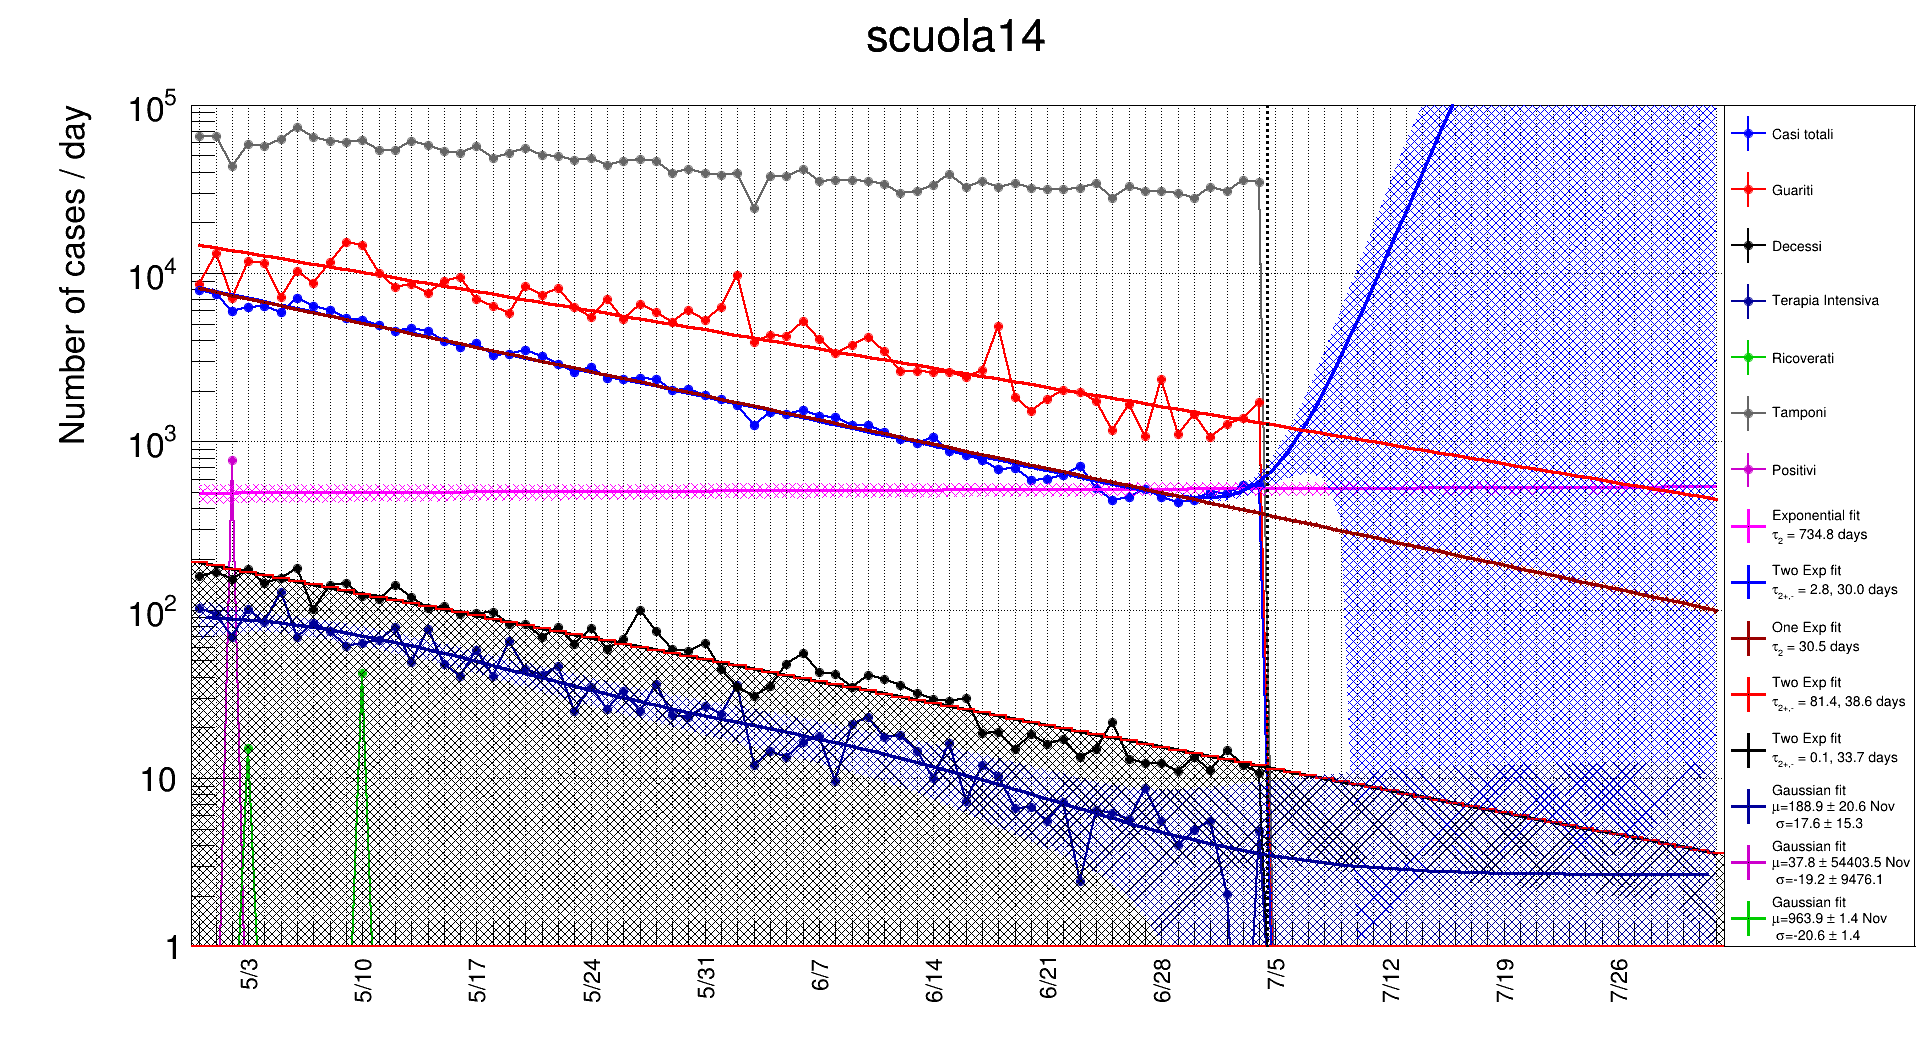 scuola14
Number of cases / day
10⁵
10⁴
10³
10²
10
1
5/3
5/10
5/17
5/24
5/31
6/7
6/14
6/21
6/28
7/5
7/12
7/19
7/26
Casi totali
Guariti
Decessi
Terapia Intensiva
Ricoverati
Tamponi
Positivi
Exponential fit
τ₂ = 734.8 days
Two Exp fit
τ₂₊,₋ = 2.8, 30.0 days
One Exp fit
τ₂ = 30.5 days
Two Exp fit
τ₂₊,₋ = 81.4, 38.6 days
Two Exp fit
τ₂₊,₋ = 0.1, 33.7 days
Gaussian fit
μ=188.9 ± 20.6 Nov
σ=17.6 ± 15.3
Gaussian fit
μ=37.8 ± 54403.5 Nov
σ=-19.2 ± 9476.1
Gaussian fit
μ=963.9 ± 1.4 Nov
σ=-20.6 ± 1.4